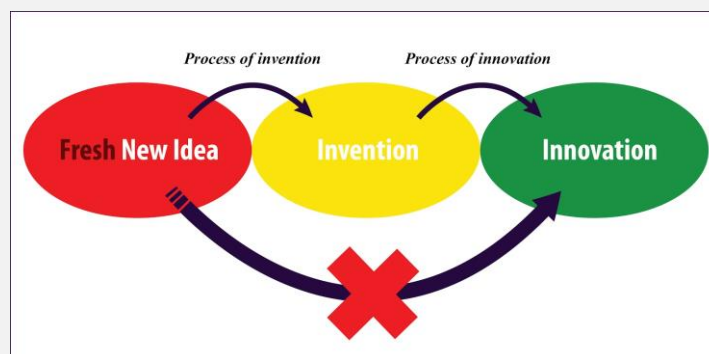 Process of invention
Process of innovation
Fresh New Idea
Invention
Innovation